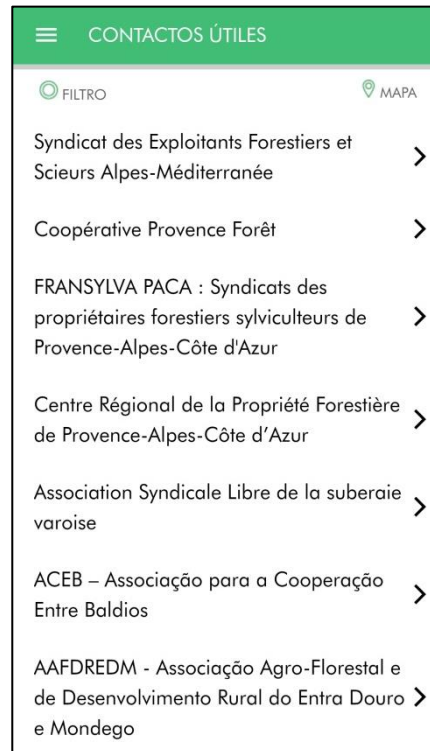 CONTACTOS ÚTILES
FILTRO MAPA
Syndicat des Exploitants Forestiers et
Scieurs Alpes-Méditerranée
Coopérative Provence Forêt
FRANSYLVA PACA : Syndicats des
propriétaires forestiers sylviculteurs de
Provence-Alpes-Côte d'Azur
Centre Régional de la Propriété Forestière
de Provence-Alpes-Côte d’Azur
Association Syndicale Libre de la suberaie
varoise
ACEB – Associação para a Cooperação
Entre Baldios
AAFDREDM - Associação Agro-Florestal e
de Desenvolvimento Rural do Entra Douro
e Mondego